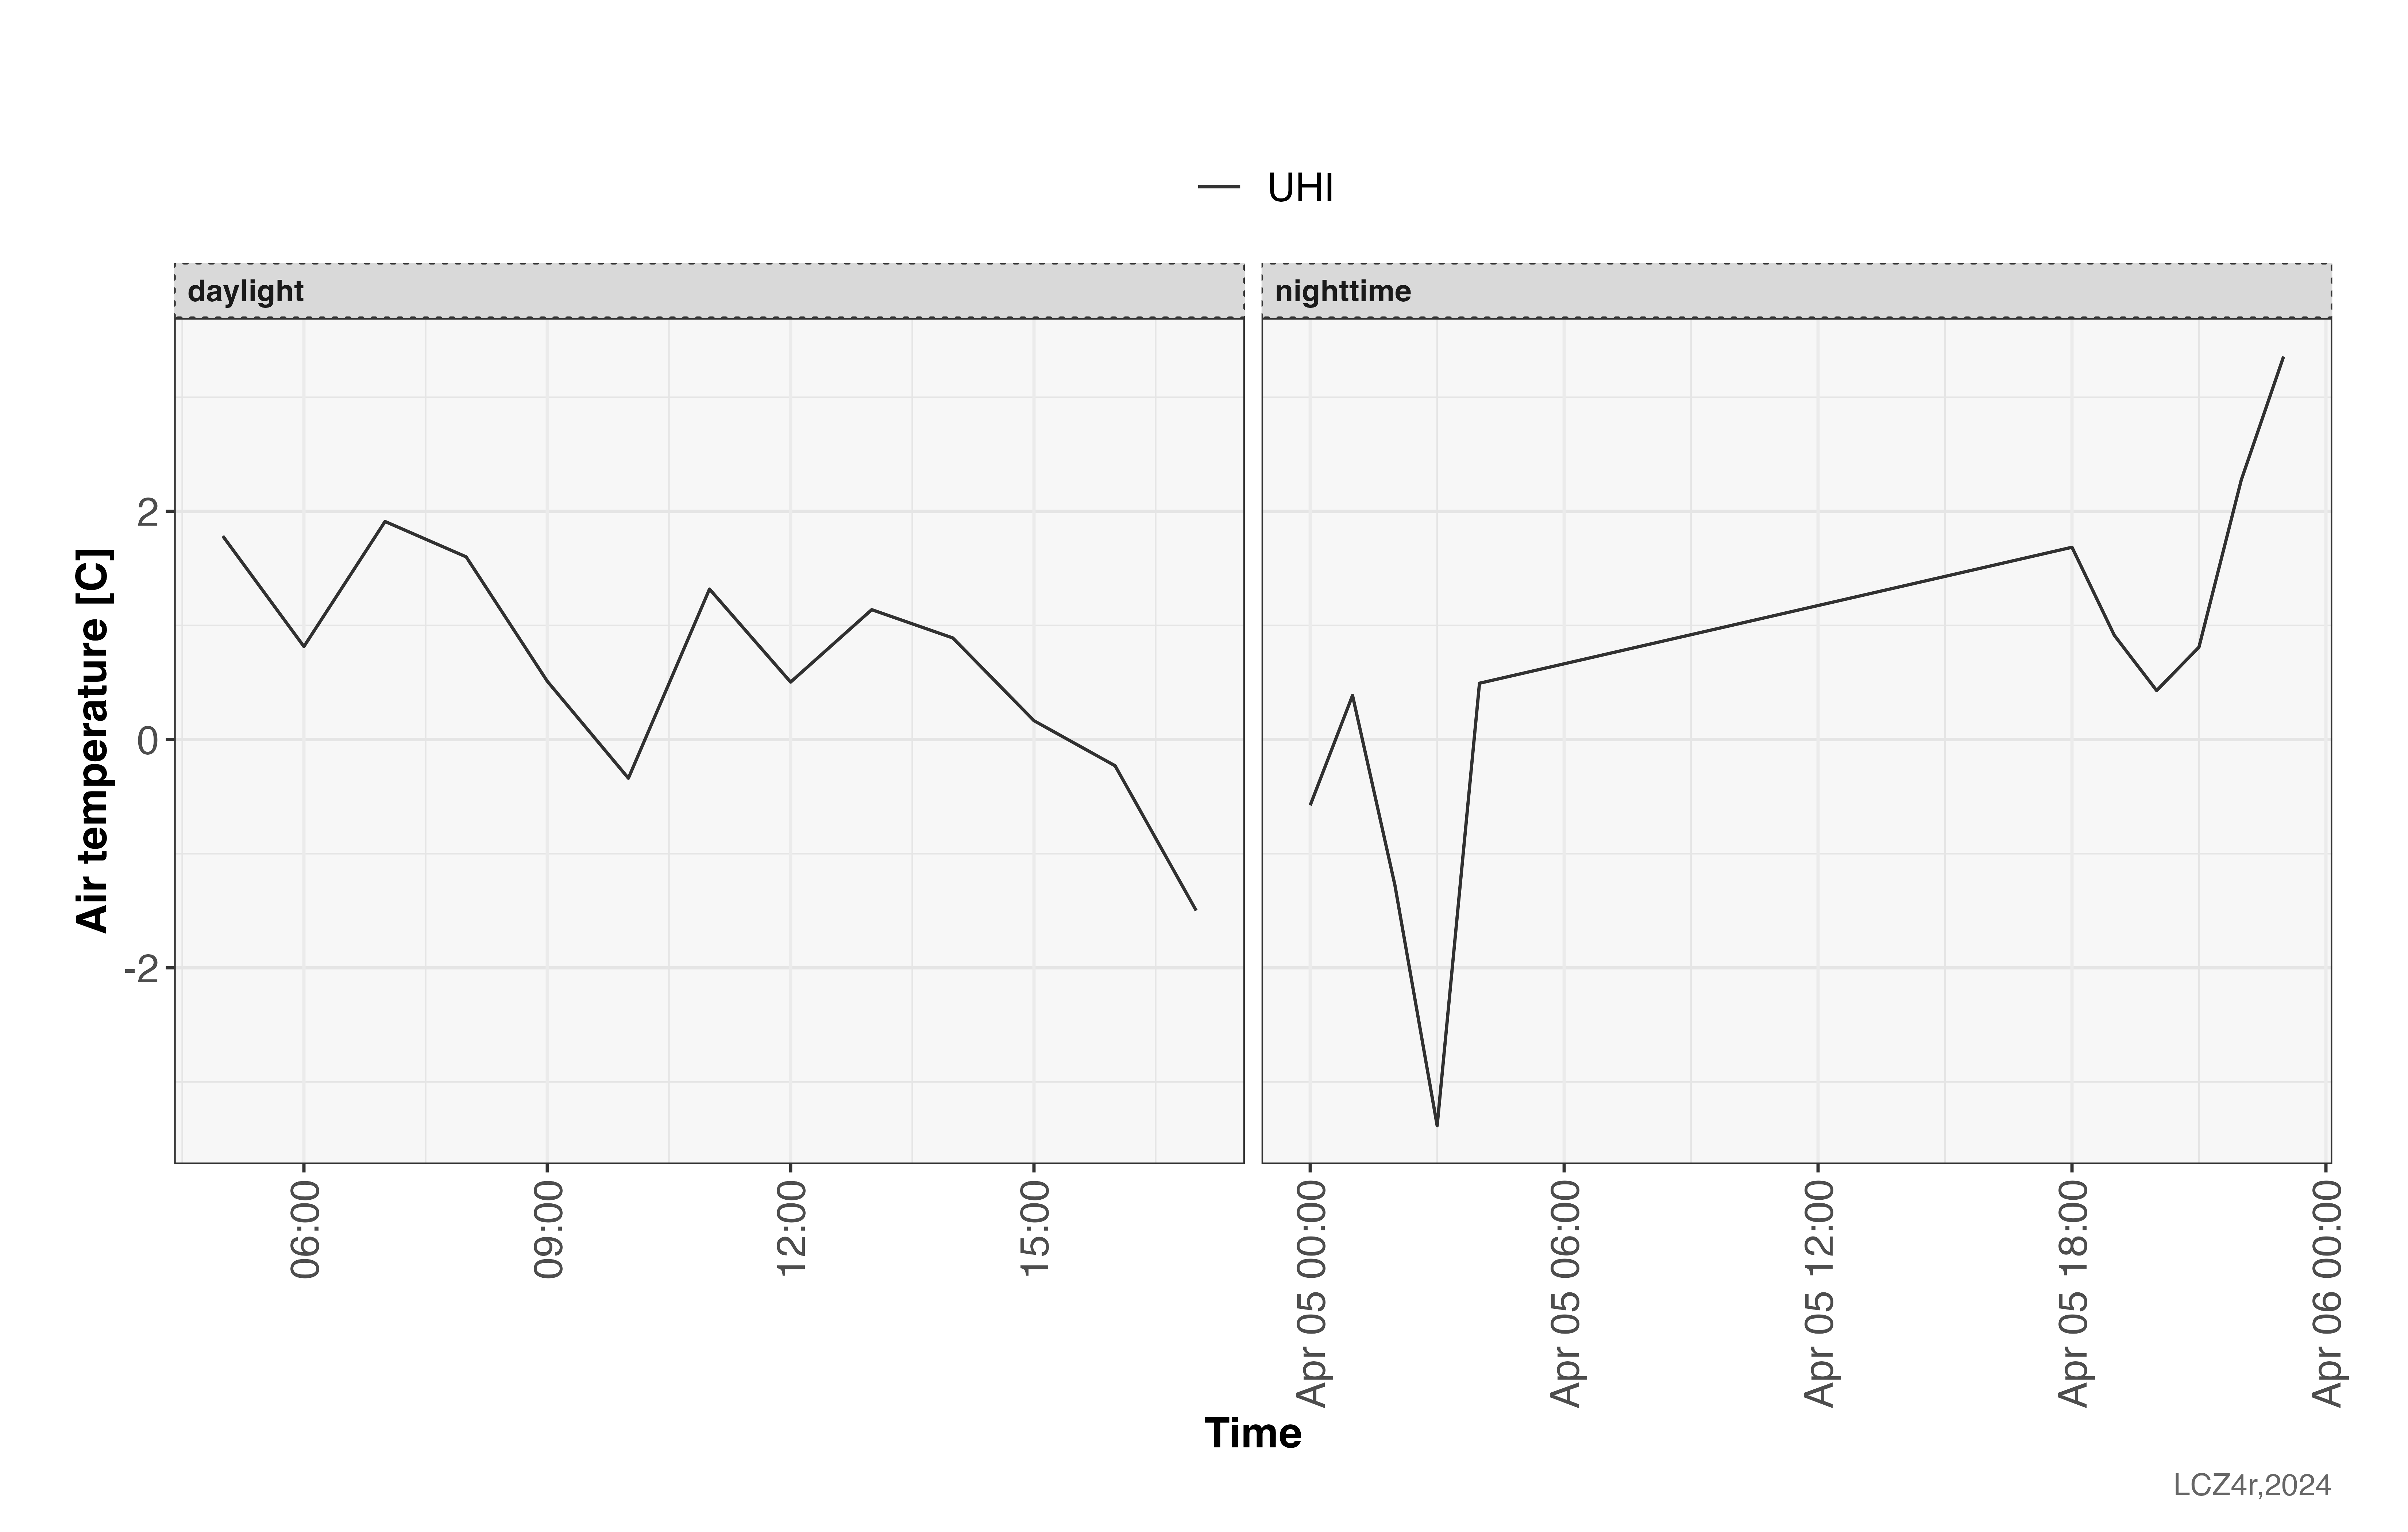 UHI
daylight
nighttime
Air temperature [C]
2
0
-2
06:00
09:00
12:00
15:00
Apr 05 00:00
Apr 05 06:00
Apr 05 12:00
Apr 05 18:00
Apr 06 00:00
Time
LCZ4r,2024